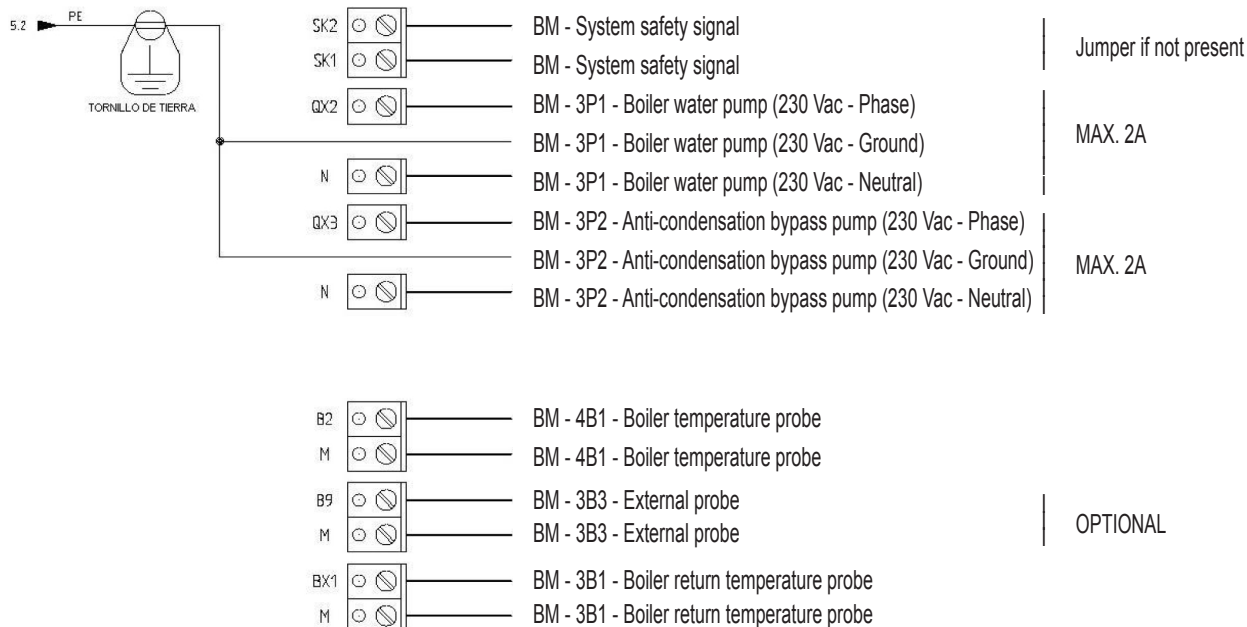 5.2 PE
TORNILLO DE TIERRA
SK2 BM - System safety signal
SK1 BM - System safety signal
Jumper if not present
QX2 BM - 3P1 - Boiler water pump (230 Vac - Phase)
BM - 3P1 - Boiler water pump (230 Vac - Ground)
N BM - 3P1 - Boiler water pump (230 Vac - Neutral)
MAX. 2A
QX3 BM - 3P2 - Anti-condensation bypass pump (230 Vac - Phase)
BM - 3P2 - Anti-condensation bypass pump (230 Vac - Ground)
N BM - 3P2 - Anti-condensation bypass pump (230 Vac - Neutral)
MAX. 2A
B2 BM - 4B1 - Boiler temperature probe
M BM - 4B1 - Boiler temperature probe
B9 BM - 3B3 - External probe
M BM - 3B3 - External probe
OPTIONAL
BX1 BM - 3B1 - Boiler return temperature probe
M BM - 3B1 - Boiler return temperature probe